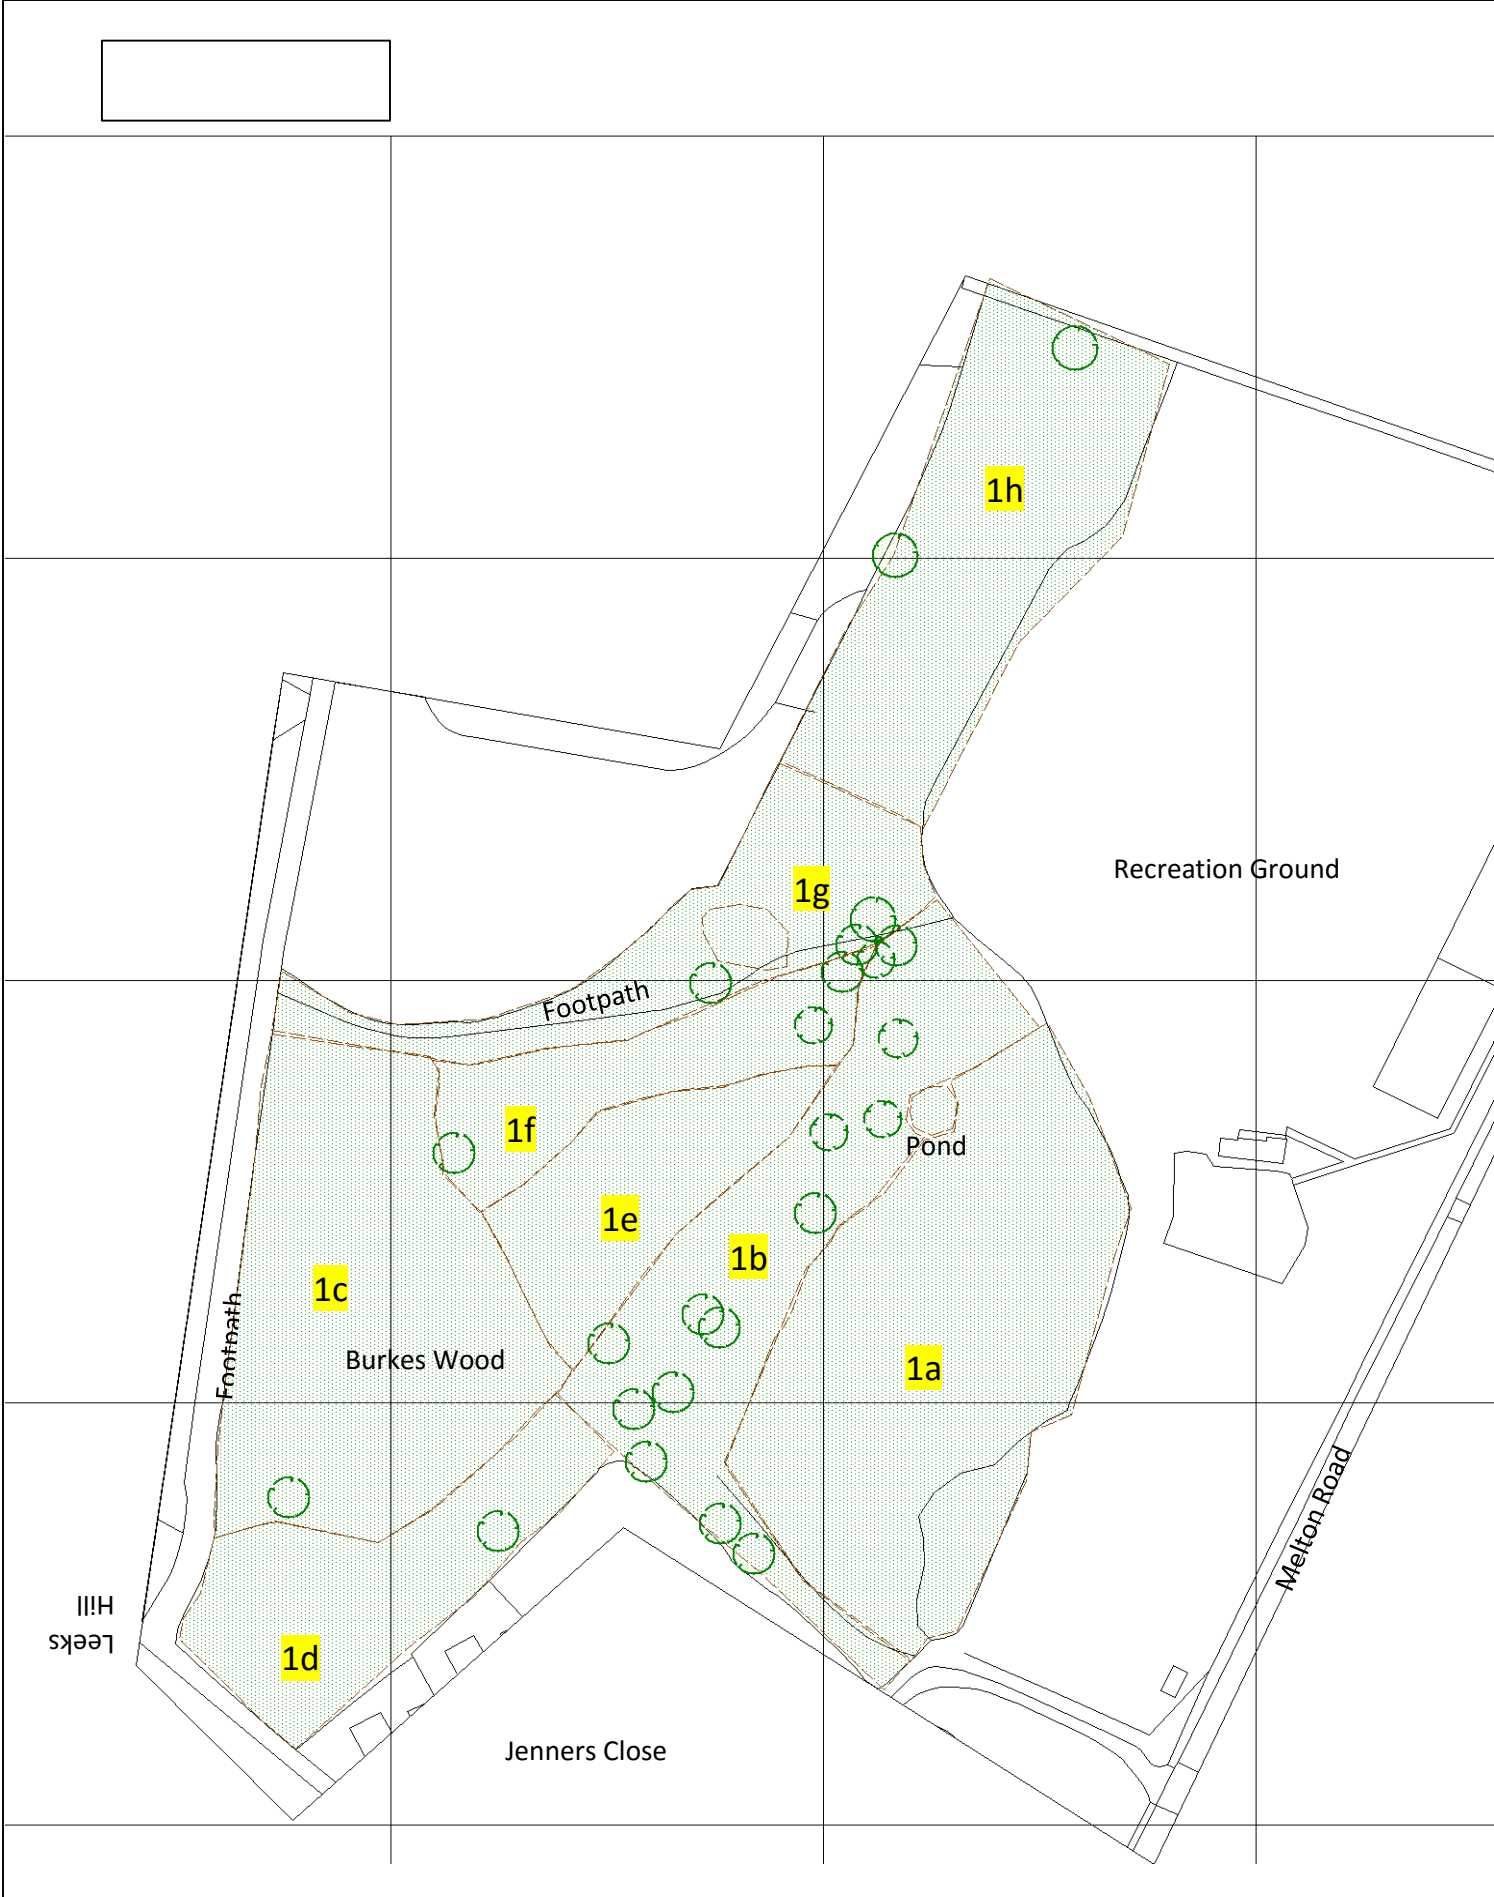 1h
Recreation Ground
1g
Footpath
1f
Pond
1e
1b
1c
Footpath
Burkes Wood
1a
Melton Road
Leeks
Hill
1d
Jenners Close